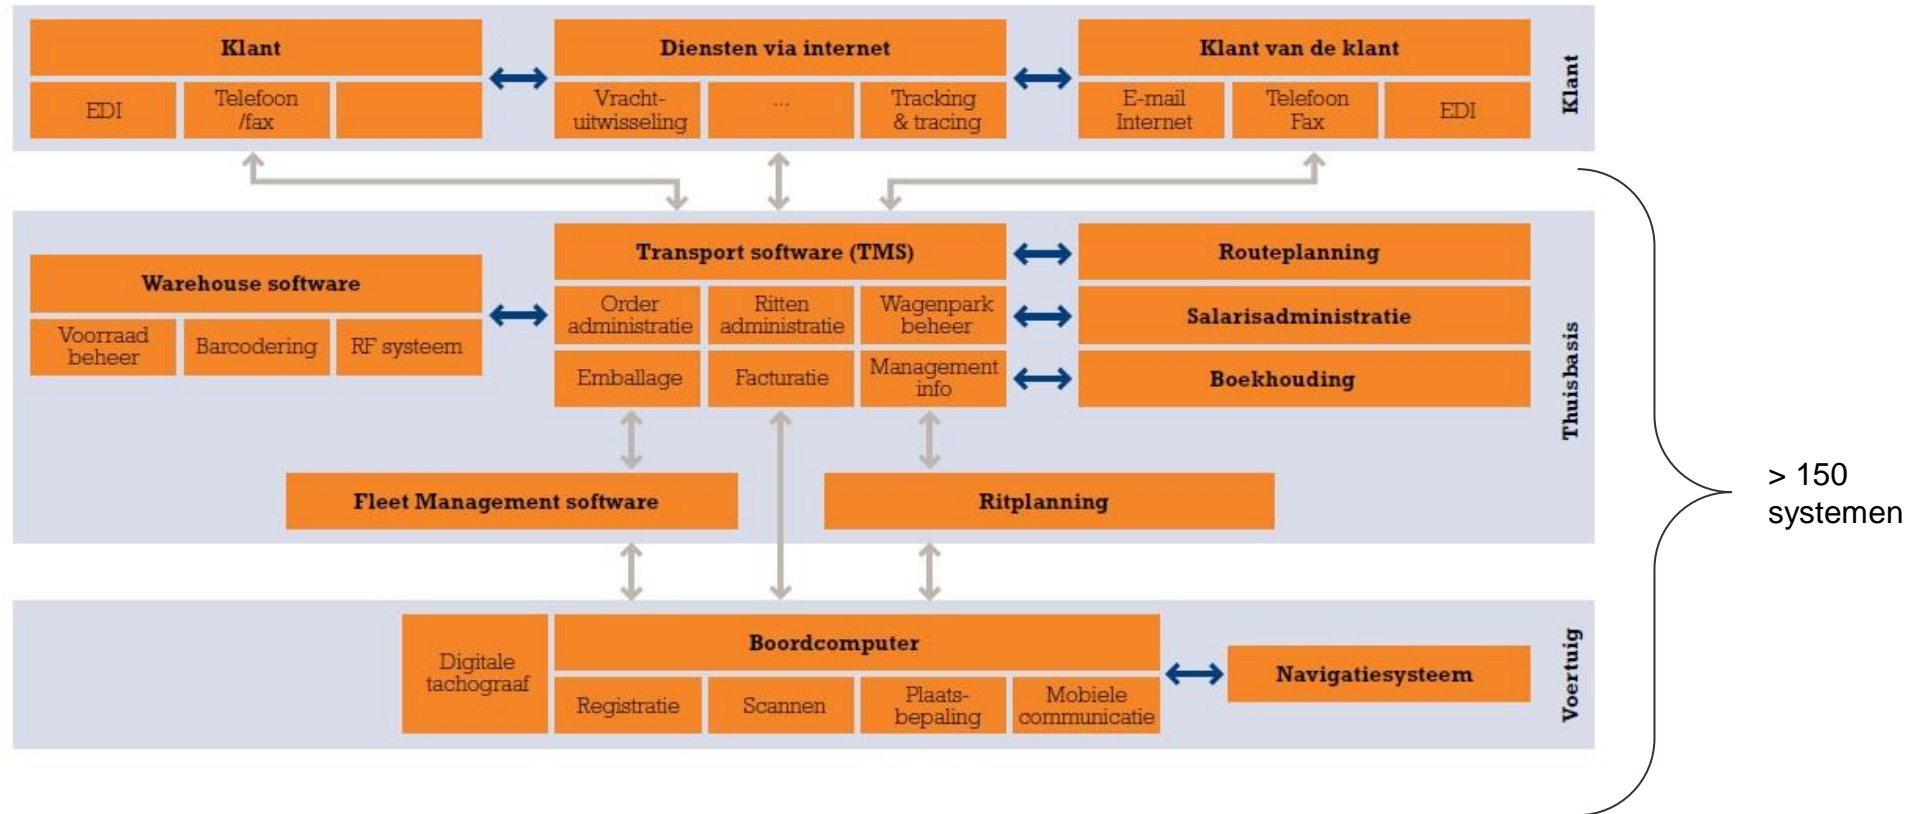 Klant
Diensten via internet
Klant van de klant
EDI
Telefoon
/fax
Vracht-
uitwisseling
...
Tracking
& tracing
E-mail
Internet
Telefoon
Fax
EDI
Klant
Warehouse software
Voorraad
beheer
Barcodering
RF systeem
Transport software (TMS)
Order
administratie
Ritten
administratie
Wagenpark
beheer
Emballage
Facturatie
Management
info
Routeplanning
Salarisadministratie
Boekhouding
Fleet Management software
Ritplanning
Thuisbasis
> 150
systemen
Digitale
tachograaf
Boordcomputer
Registratie
Scannen
Plaats-
bepaling
Mobiele
communicatie
Navigatiesysteem
Voertuig